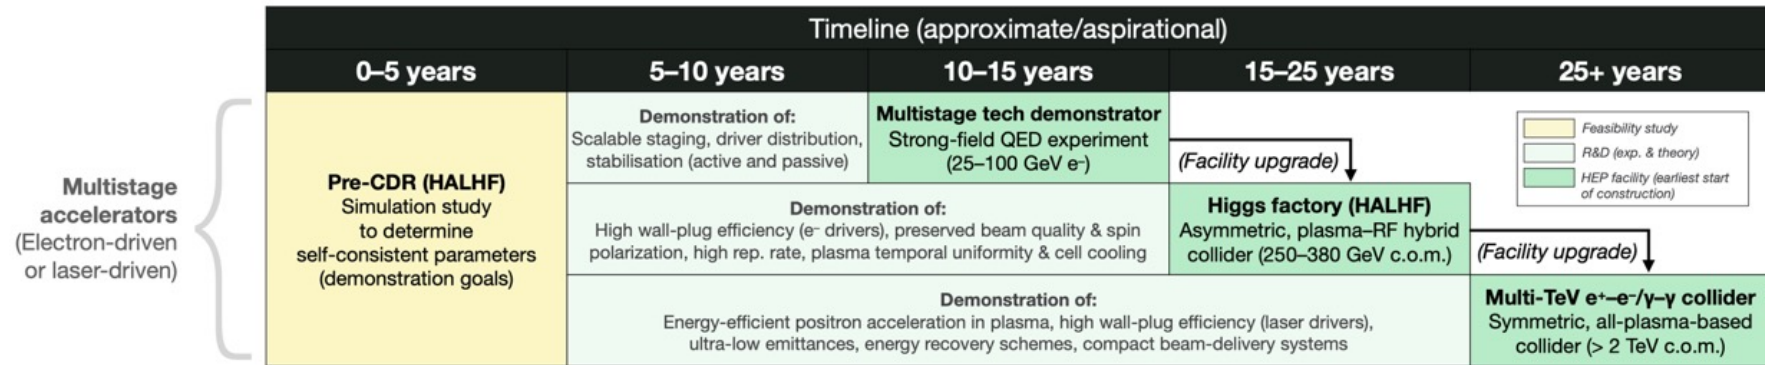 Timeline (approximate/aspirational)
0–5 years
5–10 years
10–15 years
15–25 years
25+ years
Multistage
accelerators
(Electron-driven
or laser-driven)
Pre-CDR (HALHF)
Simulation study
to determine
self-consistent parameters
(demonstration goals)
Demonstration of:
Scalable staging, driver distribution,
stabilisation (active and passive)
Multistage tech demonstrator
Strong-field QED experiment
(25–100 GeV e⁻)
(Facility upgrade)
Feasibility study
R&D (exp. & theory)
HEP facility (earliest start
of construction)
Demonstration of:
High wall-plug efficiency (e⁻ drivers), preserved beam quality & spin
polarization, high rep. rate, plasma temporal uniformity & cell cooling
Higgs factory (HALHF)
Asymmetric, plasma–RF hybrid
collider (250–380 GeV c.o.m.)
(Facility upgrade)
Demonstration of:
Energy-efficient positron acceleration in plasma, high wall-plug efficiency (laser drivers),
ultra-low emittances, energy recovery schemes, compact beam-delivery systems
Multi-TeV e⁺–e⁻/γ–γ collider
Symmetric, all-plasma-based
collider (> 2 TeV c.o.m.)